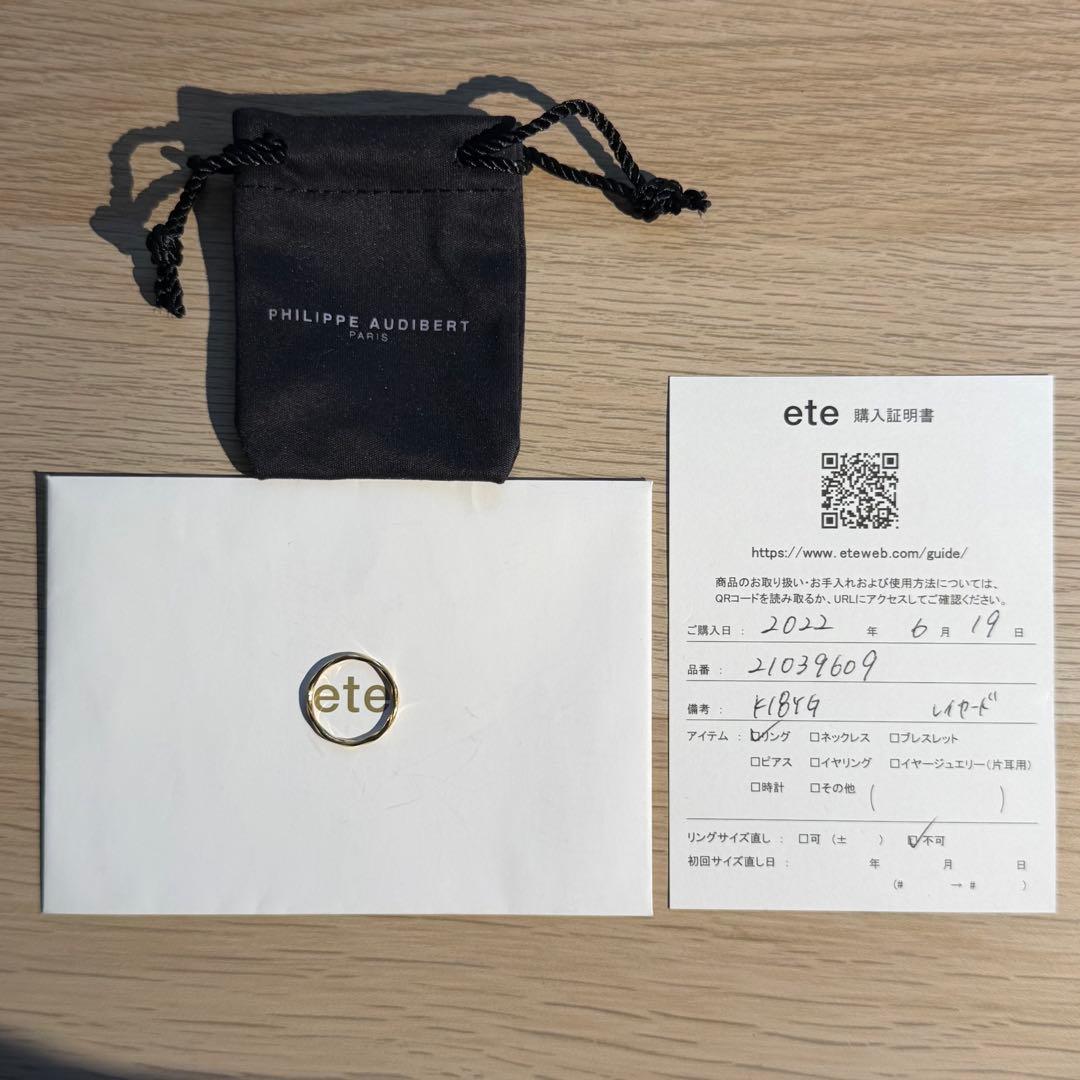 PHILIPPE AUDIBERT
PARIS
ete
ete 購入証明書
https://www.eteweb.com/guide/
商品のお取り扱い・お手入れおよび使用方法については、
QRコードを読み取るか、URLにアクセスしてご確認ください。
ご購入日 : 2022 年 6 月 19 日
品番 : 21039609
備考 : K18YG レイヤード
アイテム : ☑リング □ネックレス □ブレスレット
□ピアス □イヤリング □イヤージュエリー(片耳用)
□時計 □その他 ( )
リングサイズ直し : □可 (± ) ☑不可
初回サイズ直し日 : 年 月 日
(# → # )